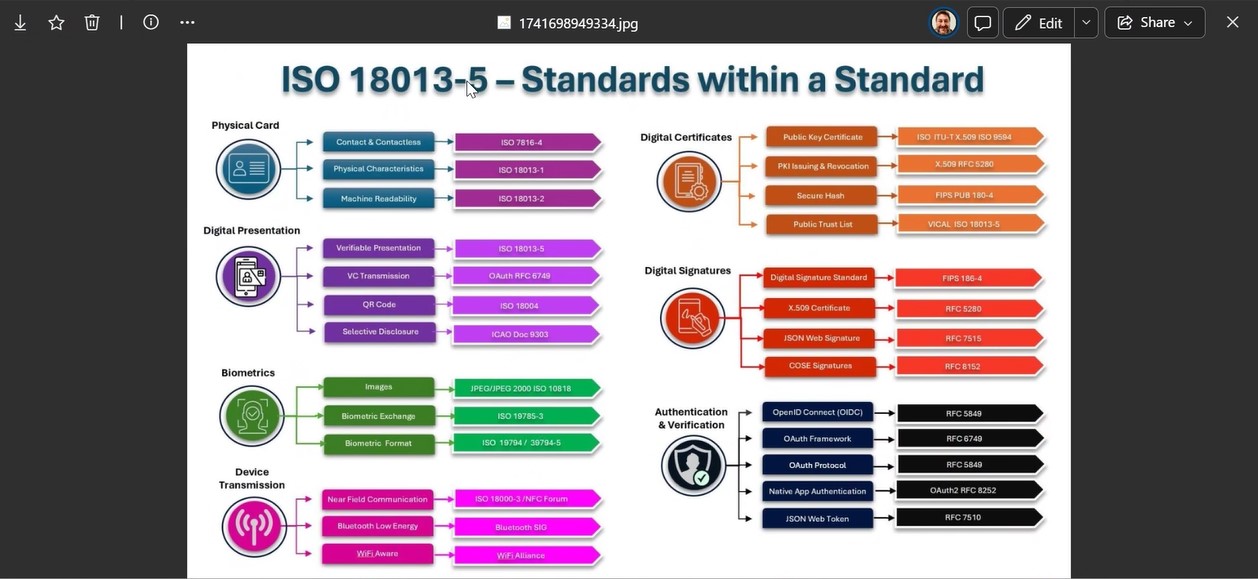 1741698949334.jpg
Edit
Share
ISO 18013-5 – Standards within a Standard
Physical Card
Contact & Contactless
ISO 7816-4
Physical Characteristics
ISO 18013-1
Machine Readability
ISO 18013-2
Digital Presentation
Verifiable Presentation
ISO 18013-5
VC Transmission
OAuth RFC 6749
QR Code
ISO 18004
Selective Disclosure
ICAO Doc 9303
Biometrics
Images
JPEG/JPEG 2000 ISO 10818
Biometric Exchange
ISO 19785-3
Biometric Format
ISO 19794 / 39794-5
Device
Transmission
Near Field Communication
ISO 18000-3 /NFC Forum
Bluetooth Low Energy
Bluetooth SIG
WiFi Aware
WiFi Alliance
Digital Certificates
Public Key Certificate
ISO ITU-T X.509 ISO 9594
PKI Issuing & Revocation
X.509 RFC 5280
Secure Hash
FIPS PUB 180-4
Public Trust List
VICAL ISO 18013-5
Digital Signatures
Digital Signature Standard
FIPS 186-4
X.509 Certificate
RFC 5280
JSON Web Signature
RFC 7515
COSE Signatures
RFC 8152
Authentication
& Verification
OpenID Connect (OIDC)
RFC 5849
OAuth Framework
RFC 6749
OAuth Protocol
RFC 5849
Native App Authentication
OAuth2 RFC 8252
JSON Web Token
RFC 7510